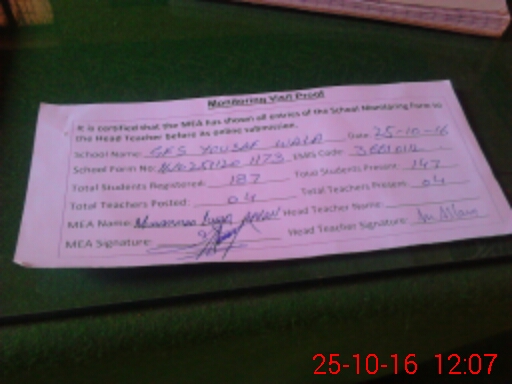 Monitoring Visit Proof
It is certified that the MEA has shown all entries of the School Monitoring Form to
the Head Teacher before its online submission.
School Name: GPS YOUSAF WALA Date: 25-10-16
School Form No: EMIS Code:
Total Students Registered: 187 Total Students Present: 147
Total Teachers Posted: 04 Total Teachers Present: 04
MEA Name: Head Teacher Name:
MEA Signature: Head Teacher Signature:
25-10-16 12:07